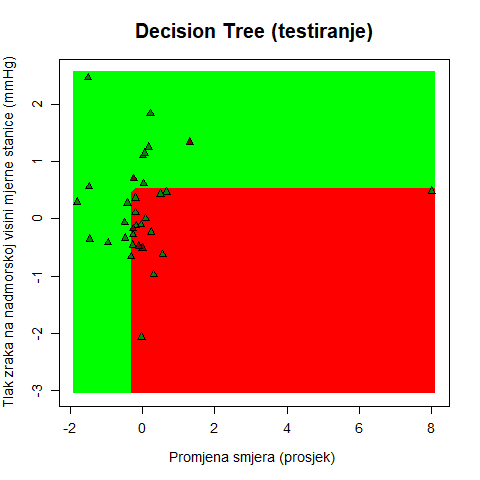 Decision Tree (testiranje)
Tlak zraka na nadmorskoj visini mjerne stanice (mmHg)
2
1
0
-1
-2
-3
-2 0 2 4 6 8
Promjena smjera (prosjek)